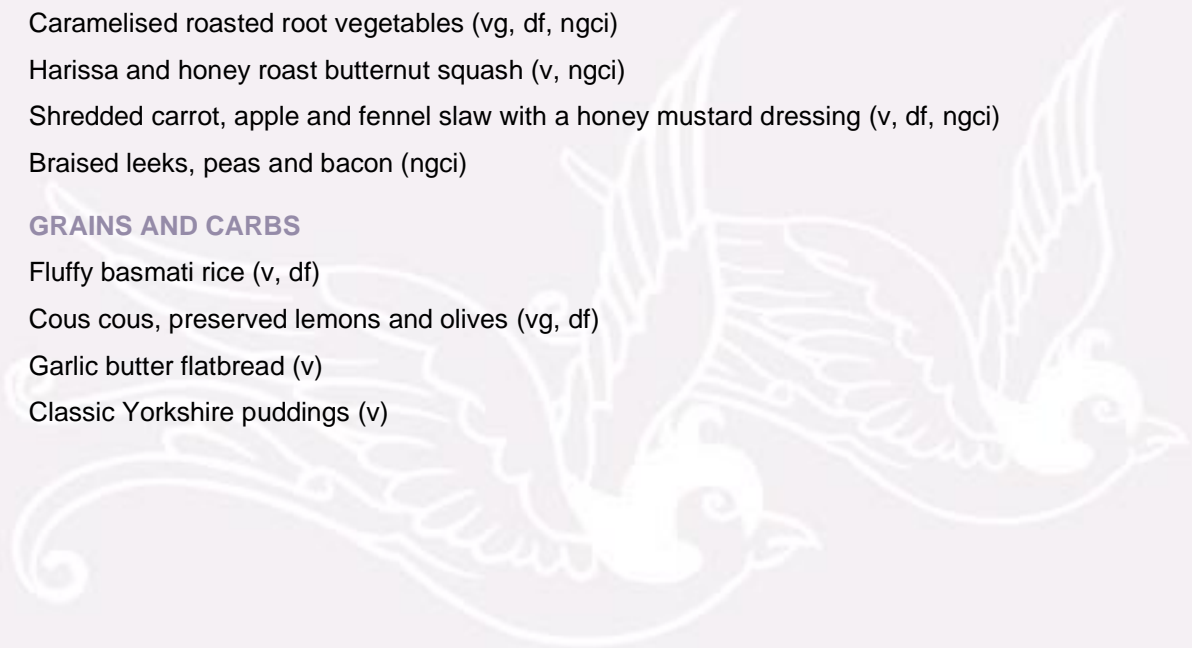 Caramelised roasted root vegetables (vg, df, ngci)
Harissa and honey roast butternut squash (v, ngci)
Shredded carrot, apple and fennel slaw with a honey mustard dressing (v, df, ngci)
Braised leeks, peas and bacon (ngci)
GRAINS AND CARBS
Fluffy basmati rice (v, df)
Cous cous, preserved lemons and olives (vg, df)
Garlic butter flatbread (v)
Classic Yorkshire puddings (v)